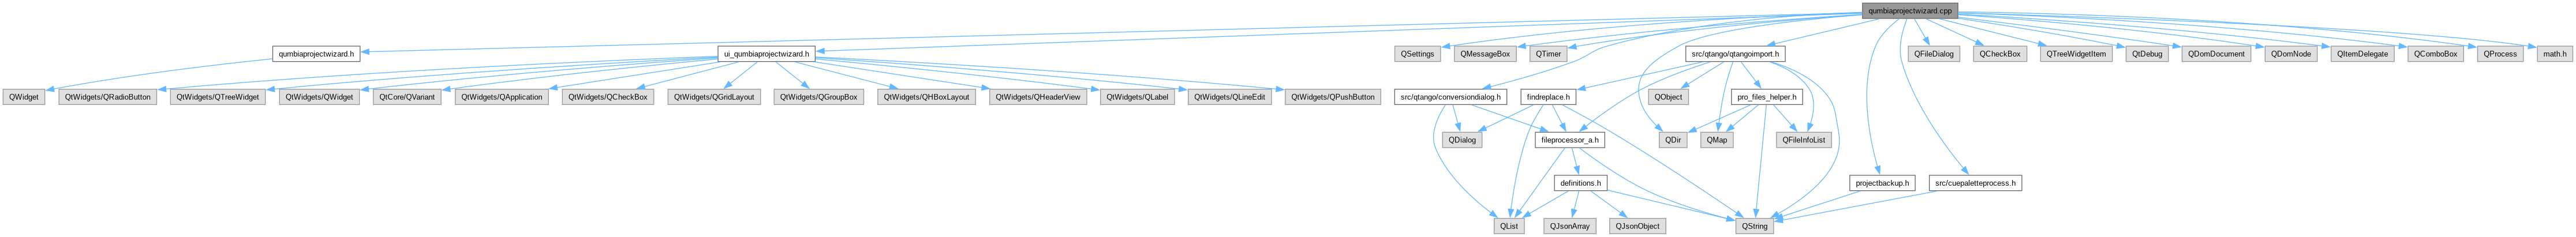 qumbiaprojectwizard.cpp
qumbiaprojectwizard.h
ui_qumbiaprojectwizard.h
QSettings
QMessageBox
QTimer
src/qtango/qtangoimport.h
QFileDialog
QCheckBox
QTreeWidgetItem
QtDebug
QDomDocument
QDomNode
QItemDelegate
QComboBox
QProcess
math.h
QWidget
QtWidgets/QRadioButton
QtWidgets/QTreeWidget
QtWidgets/QWidget
QtCore/QVariant
QtWidgets/QApplication
QtWidgets/QCheckBox
QtWidgets/QGridLayout
QtWidgets/QGroupBox
QtWidgets/QHBoxLayout
QtWidgets/QHeaderView
QtWidgets/QLabel
QtWidgets/QLineEdit
QtWidgets/QPushButton
src/qtango/conversiondialog.h
findreplace.h
QObject
pro_files_helper.h
QDialog
fileprocessor_a.h
QDir
QMap
QFileInfoList
definitions.h
projectbackup.h
src/cuepaletteprocess.h
QList
QJsonArray
QJsonObject
QString